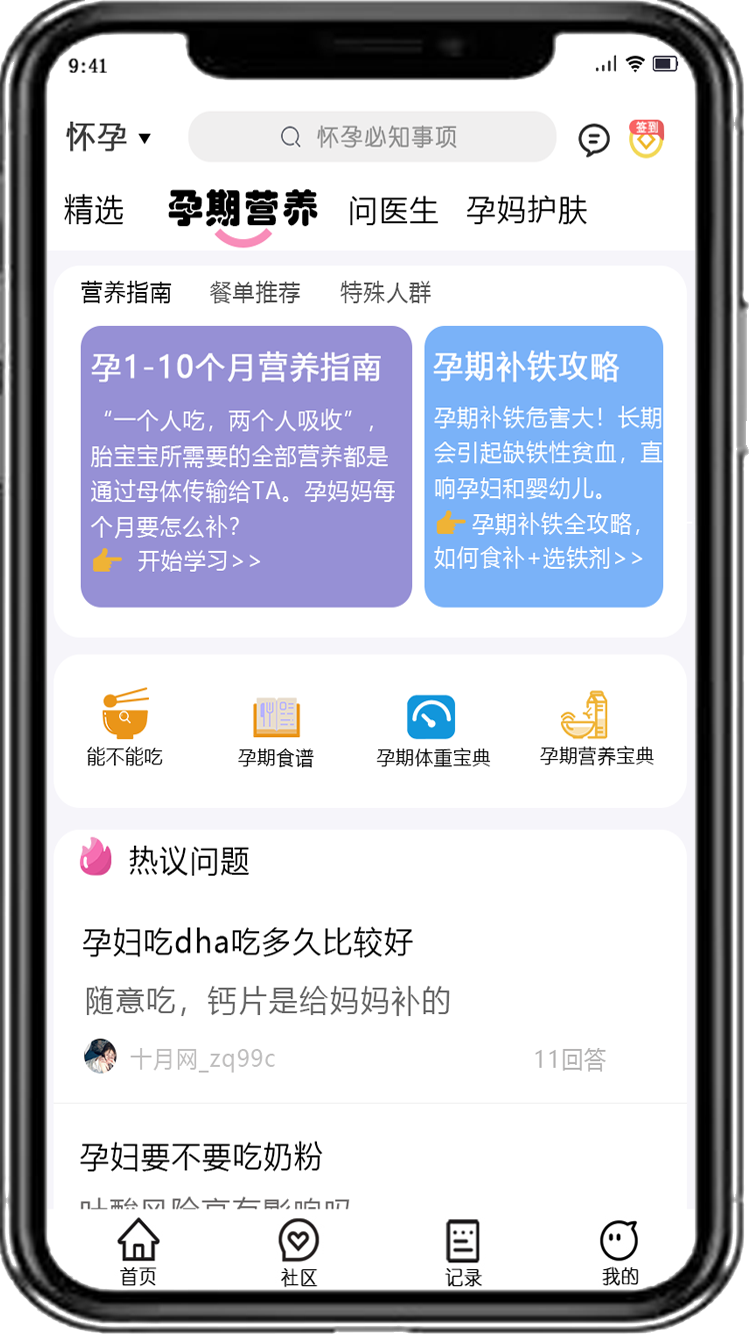 9:41
怀孕
怀孕必知事项
签到
精选 孕期营养 问医生 孕妈护肤
营养指南 餐单推荐 特殊人群
孕1-10个月营养指南
“一个人吃，两个人吸收”，
胎宝宝所需要的全部营养都是
通过母体传输给TA。孕妈妈每
个月要怎么补？
开始学习>>
孕期补铁攻略
孕期补铁危害大！长期
会引起缺铁性贫血，直
响孕妇和婴幼儿。
孕期补铁全攻略，
如何食补+选铁剂>>
能不能吃 孕期食谱 孕期体重宝典 孕期营养宝典
热议问题
孕妇吃dha吃多久比较好
随意吃，钙片是给妈妈补的
十月网_zq99c 11回答
孕妇要不要吃奶粉
叶酸风险高有影响吗
首页 社区 记录 我的